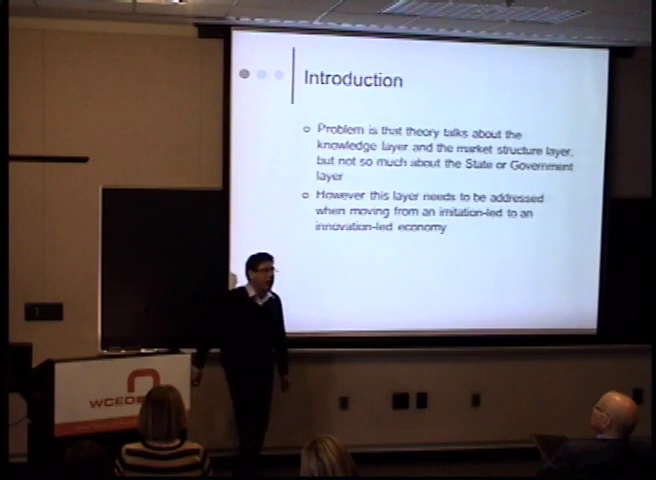 Introduction
o Problem is that theory talks about the
knowledge layer and the market structure layer,
but not so much about the State or Government
layer
o However this layer needs to be addressed
when moving from an imitation-led to an
innovation-led economy